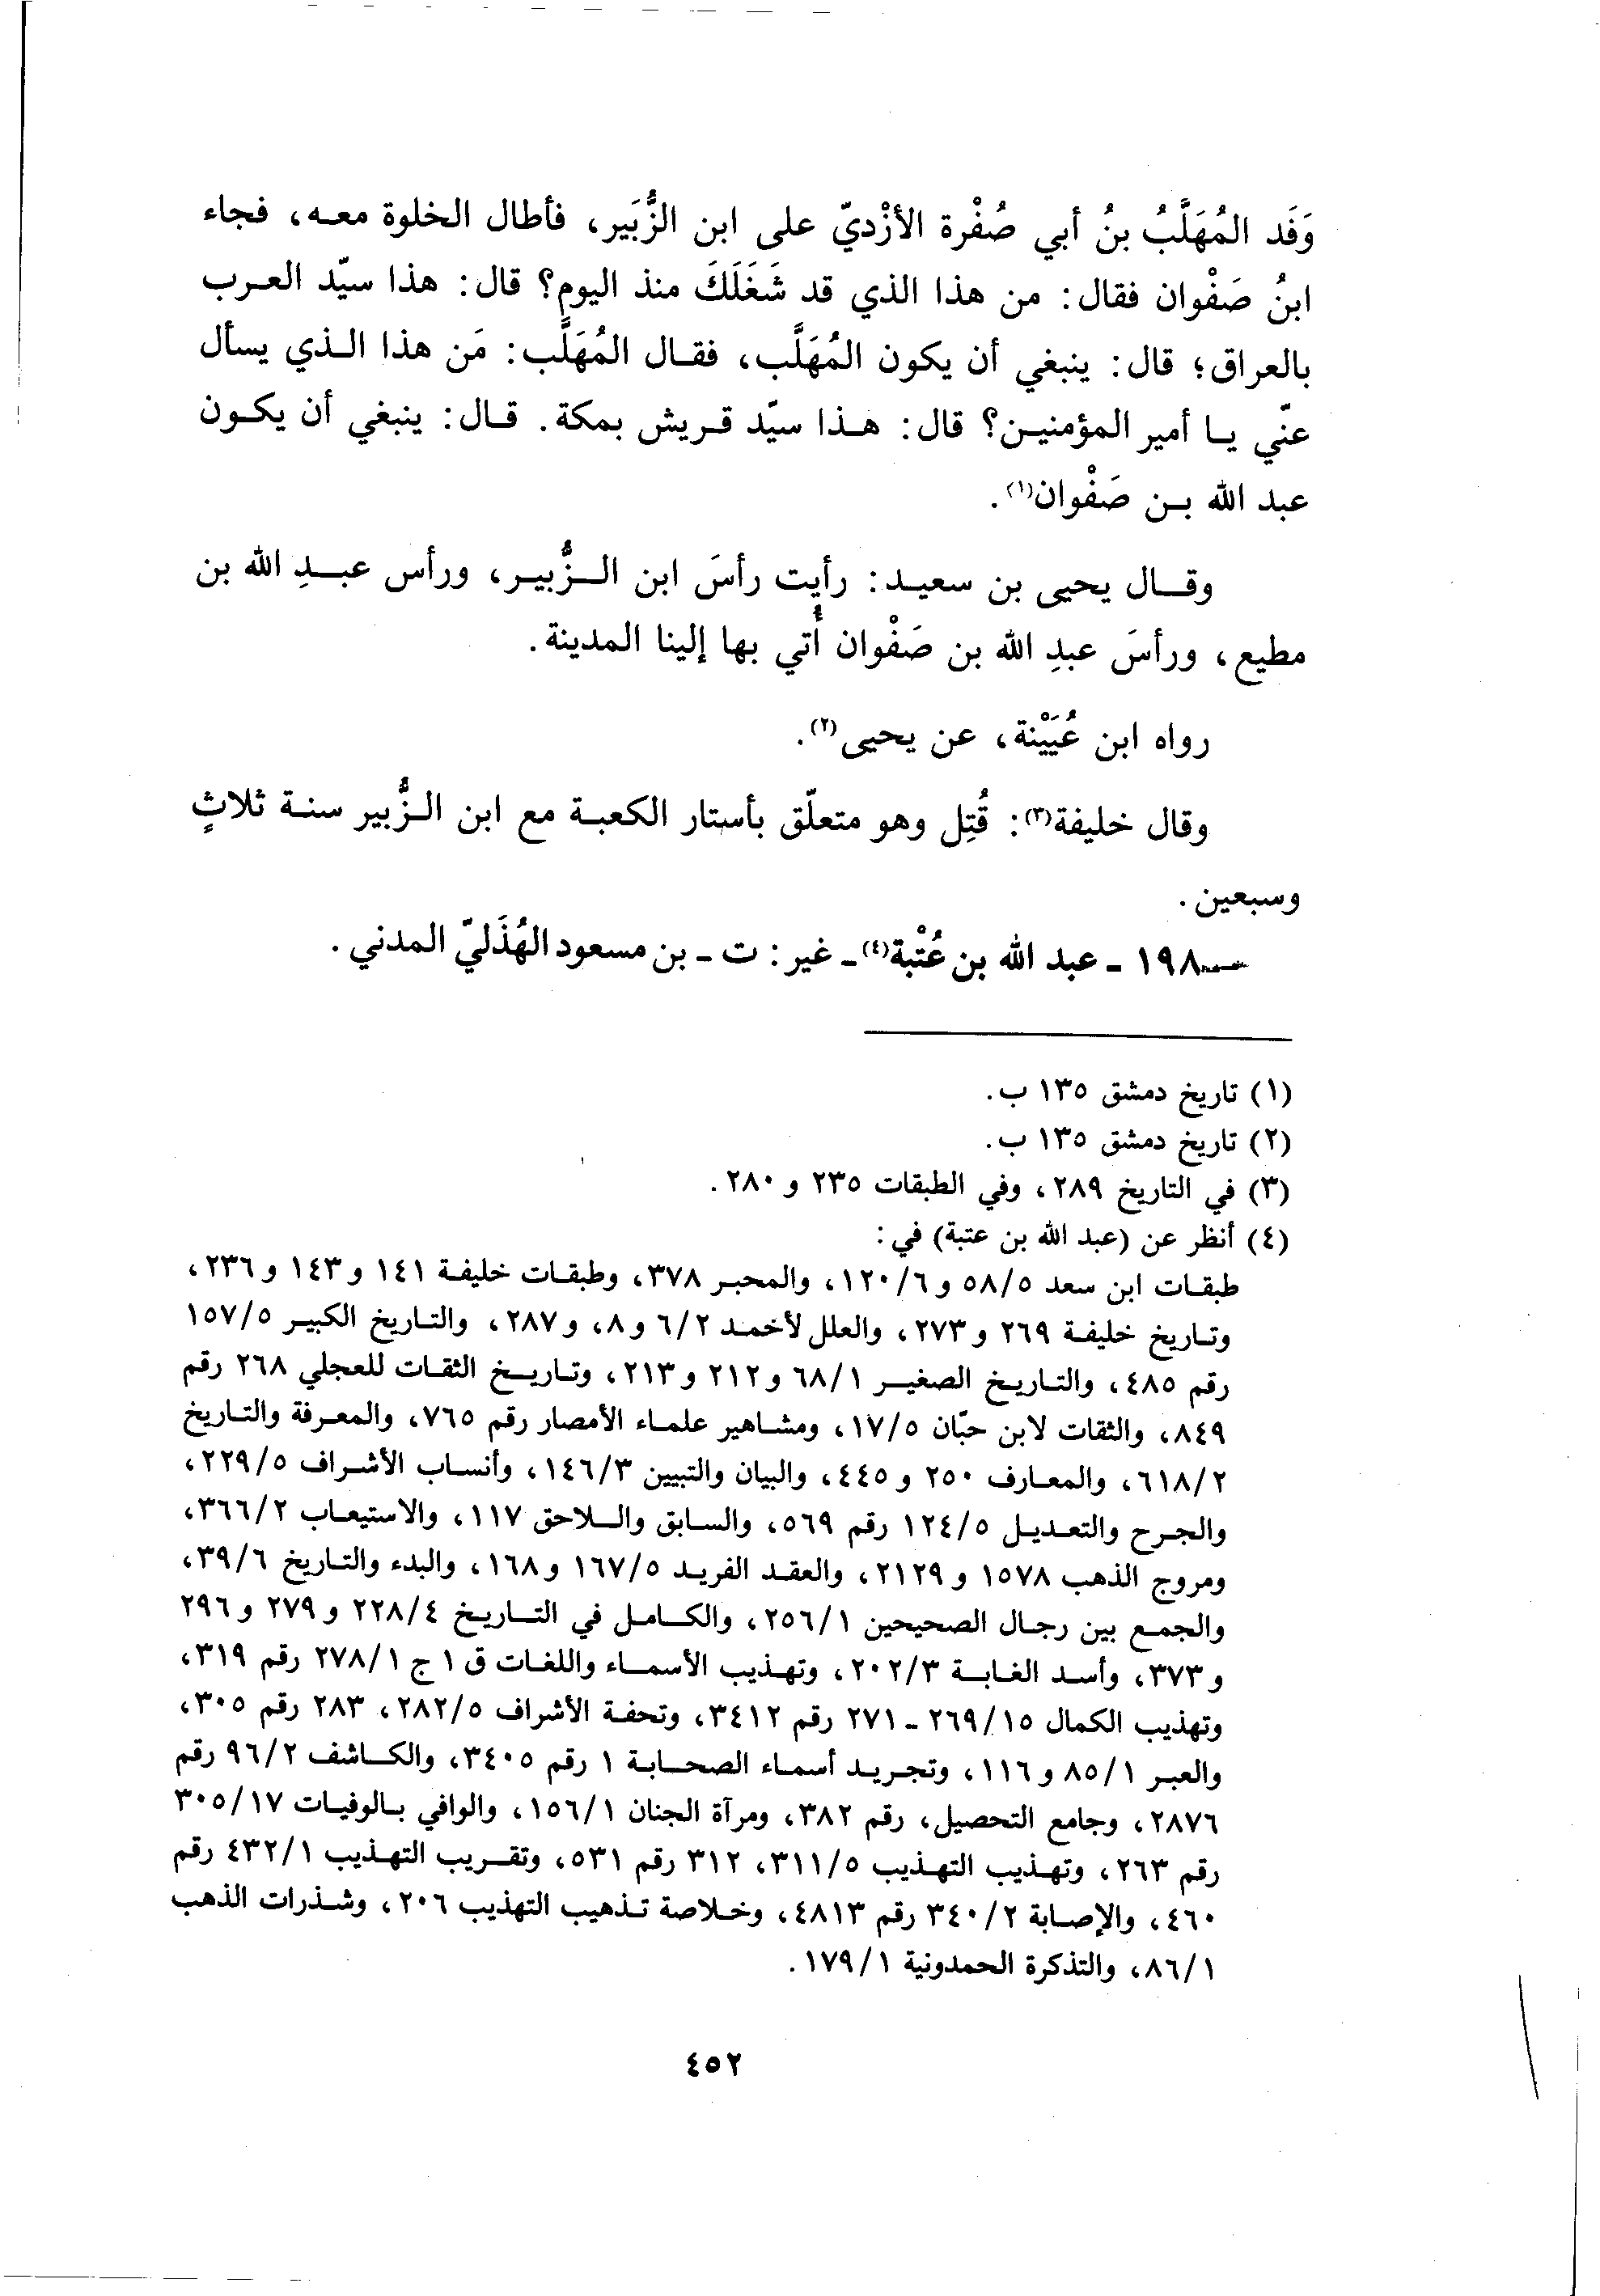 وَفَد المُهَلَّبُ بنُ أبي صُفْرة الأزْديّ على ابن الزُّبَير، فأطال الخلوة معه، فجاء
ابنُ صَفْوان فقال: من هذا الذي قد شَغَلَكَ منذ اليوم؟ قال: هذا سيّد العرب
بالعراق؛ قال: ينبغي أن يكون المُهَلَّب، فقال المُهَلَّب: مَن هذا الذي يسأل
عنّي يا أمير المؤمنين؟ قال: هذا سيّد قريش بمكة. قال: ينبغي أن يكون
عبد الله بن صَفْوان(١).
وقال يحيى بن سعيد: رأيت رأسَ ابن الزُّبير، ورأس عبدِ الله بن
مطيع، ورأسَ عبدِ الله بن صَفْوان أُتي بها إلينا المدينة.
رواه ابن عُيَيْنة، عن يحيى(٢).
وقال خليفة(٣): قُتِل وهو متعلّق بأستار الكعبة مع ابن الزُّبير سنة ثلاثٍ
وسبعين.
١٩٨ - عبد الله بن عُتْبة(٤) - غير: ت - بن مسعود الهُذَليّ المدني.
(١) تاريخ دمشق ١٣٥ ب.
(٢) تاريخ دمشق ١٣٥ ب.
(٣) في التاريخ ٢٨٩، وفي الطبقات ٢٣٥ و ٢٨٠.
(٤) أنظر عن (عبد الله بن عتبة) في:
طبقات ابن سعد ٥٨/٥ و ١٢٠/٦، والمحبر ٣٧٨، وطبقات خليفة ١٤١ و ١٤٣ و ٢٣٦،
وتاريخ خليفة ٢٦٩ و ٢٧٣، والعلل لأحمد ٦/٢ و ٨، و ٢٨٧، والتاريخ الكبير ١٥٧/٥
رقم ٤٨٥، والتاريخ الصغير ٦٨/١ و ٢١٢ و ٢١٣، وتاريخ الثقات للعجلي ٢٦٨ رقم
٨٤٩، والثقات لابن حبّان ١٧/٥، ومشاهير علماء الأمصار رقم ٧٦٥، والمعرفة والتاريخ
٦١٨/٢، والمعارف ٢٥٠ و ٤٤٥، والبيان والتبيين ١٤٦/٣، وأنساب الأشراف ٢٢٩/٥،
والجرح والتعديل ١٢٤/٥ رقم ٥٦٩، والسابق واللاحق ١١٧، والاستيعاب ٣٦٦/٢،
ومروج الذهب ١٥٧٨ و ٢١٢٩، والعقد الفريد ١٦٧/٥ و ١٦٨، والبدء والتاريخ ٣٩/٦،
والجمع بين رجال الصحيحين ٢٥٦/١، والكامل في التاريخ ٢٢٨/٤ و ٢٧٩ و ٢٩٦
و ٣٧٣، وأسد الغابة ٢٠٢/٣، وتهذيب الأسماء واللغات ق ١ ج ٢٧٨/١ رقم ٣١٩،
وتهذيب الكمال ٢٦٩/١٥ - ٢٧١ رقم ٣٤١٢، وتحفة الأشراف ٢٨٢/٥، ٢٨٣ رقم ٣٠٥،
والعبر ٨٥/١ و ١١٦، وتجريد أسماء الصحابة ١ رقم ٣٤٠٥، والكاشف ٩٦/٢ رقم
٢٨٧٦، وجامع التحصيل، رقم ٣٨٢، ومرآة الجنان ١٥٦/١، والوافي بالوفيات ٣٠٥/١٧
رقم ٢٦٣، وتهذيب التهذيب ٣١١/٥، ٣١٢ رقم ٥٣١، وتقريب التهذيب ٤٣٢/١ رقم
٤٦٠، والإصابة ٣٤٠/٢ رقم ٤٨١٣، وخلاصة تذهيب التهذيب ٢٠٦، وشذرات الذهب
٨٦/١، والتذكرة الحمدونية ١٧٩/١.
٤٥٢